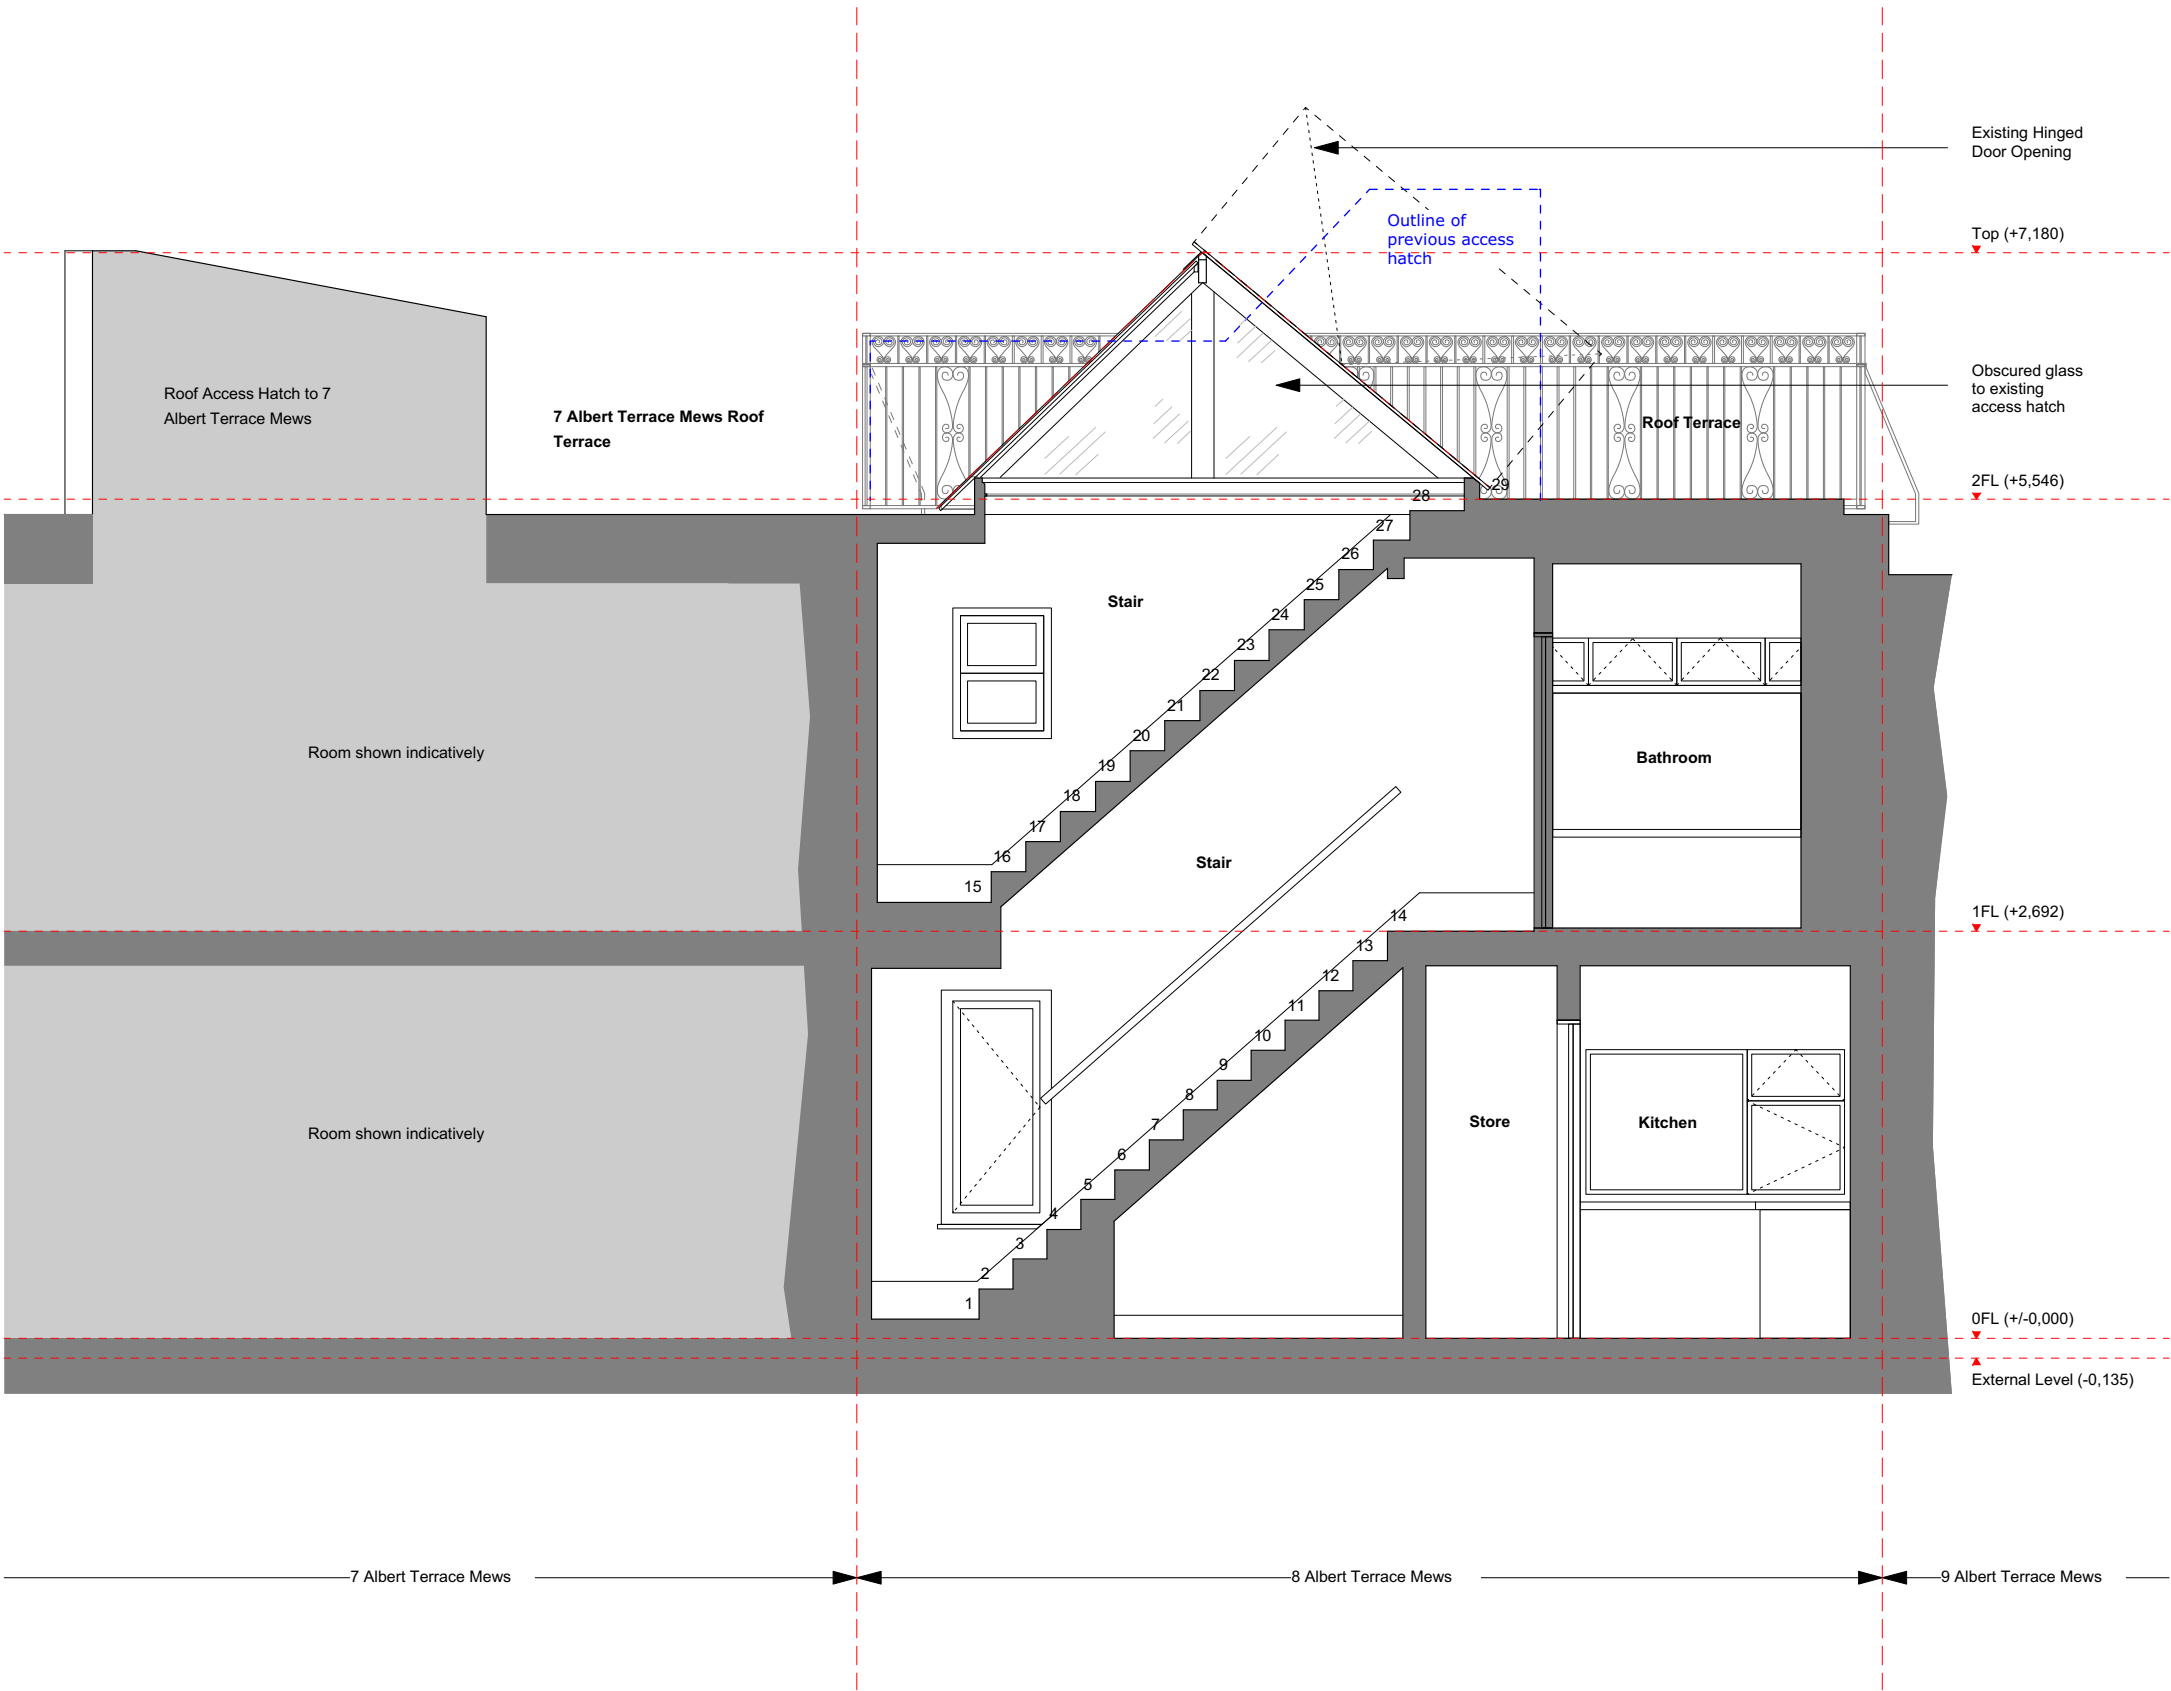 Existing Hinged
Door Opening
Outline of
previous access
hatch
Top (+7,180)
Roof Access Hatch to 7
Albert Terrace Mews
7 Albert Terrace Mews Roof
Terrace
Obscured glass
to existing
access hatch
Roof Terrace
2FL (+5,546)
29
28
27
26
25
24
23
22
21
20
19
18
17
16
15
Stair
Room shown indicatively
Bathroom
Stair
1FL (+2,692)
14
13
12
11
10
9
8
7
6
5
4
3
2
1
Room shown indicatively
Store
Kitchen
0FL (+/-0,000)
External Level (-0,135)
7 Albert Terrace Mews
8 Albert Terrace Mews
9 Albert Terrace Mews